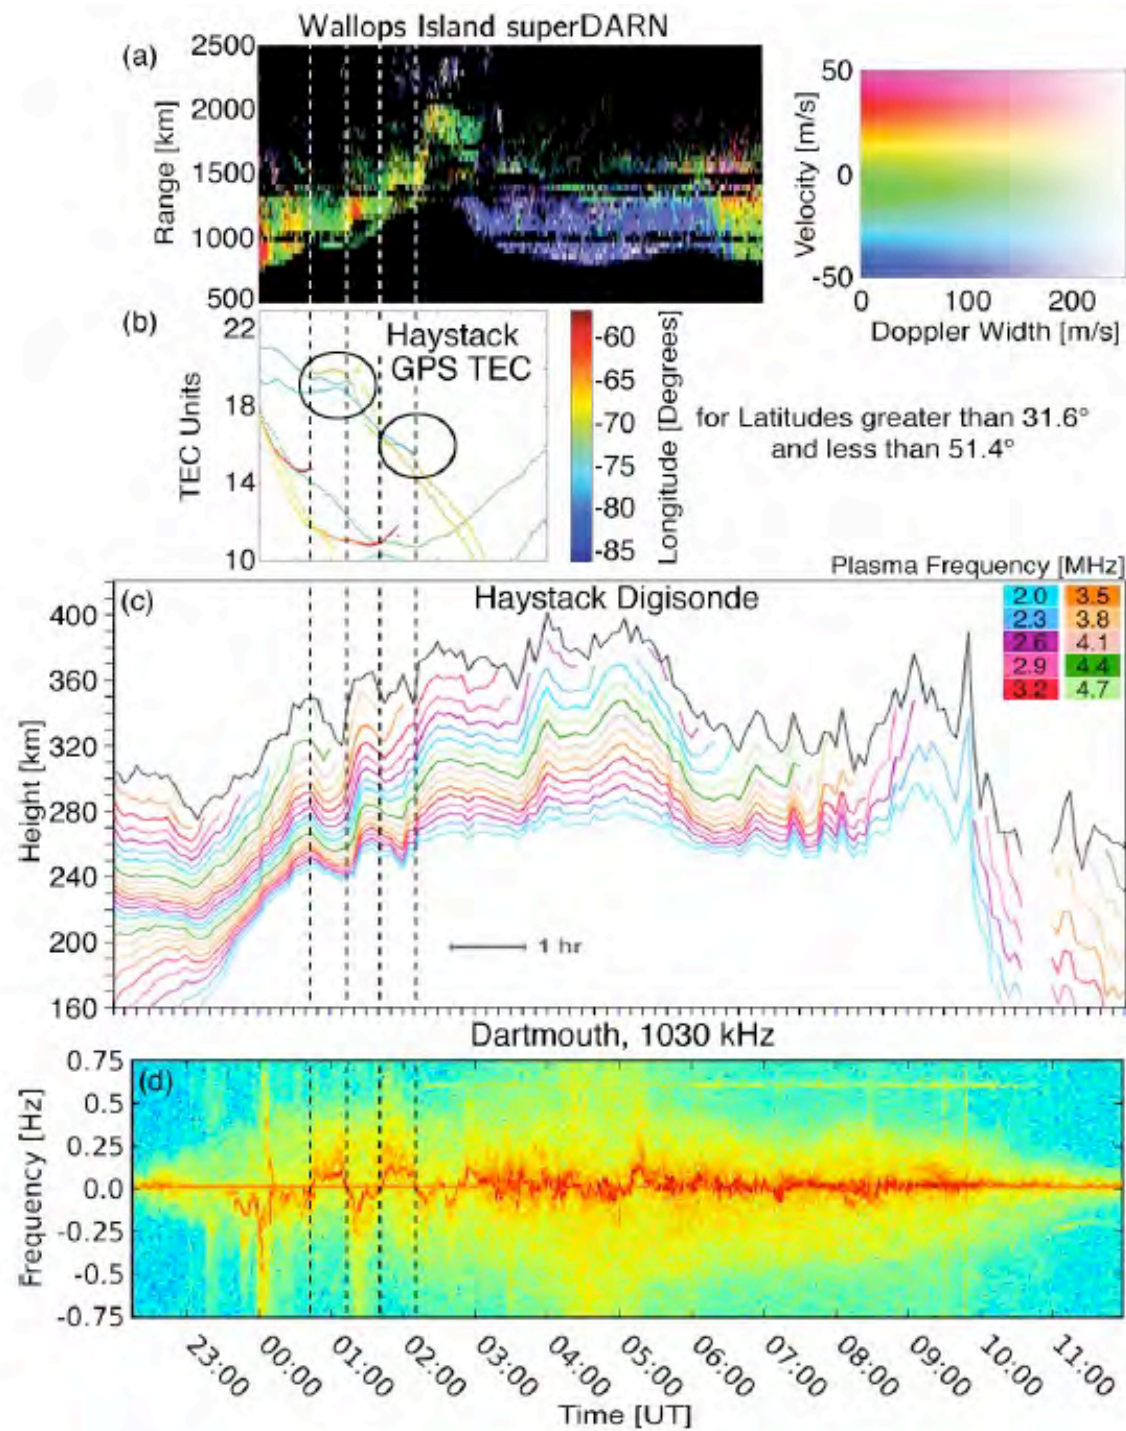 Wallops Island superDARN
(a)
2500
2000
1500
1000
500
Range [km]
50
0
-50
Velocity [m/s]
0 100 200
Doppler Width [m/s]
(b)
Haystack
GPS TEC
22
18
14
10
TEC Units
-60
-65
-70
-75
-80
-85
Longitude [Degrees]
for Latitudes greater than 31.6°
and less than 51.4°
Plasma Frequency [MHz]
2.0 3.5
2.3 3.8
2.6 4.1
2.9 4.4
3.2 4.7
(c)
Haystack Digisonde
400
360
320
280
240
200
160
Height [km]
1 hr
Dartmouth, 1030 kHz
(d)
0.75
0.5
0.25
0.0
-0.25
-0.5
-0.75
Frequency [Hz]
23:00 00:00 01:00 02:00 03:00 04:00 05:00 06:00 07:00 08:00 09:00 10:00 11:00
Time [UT]